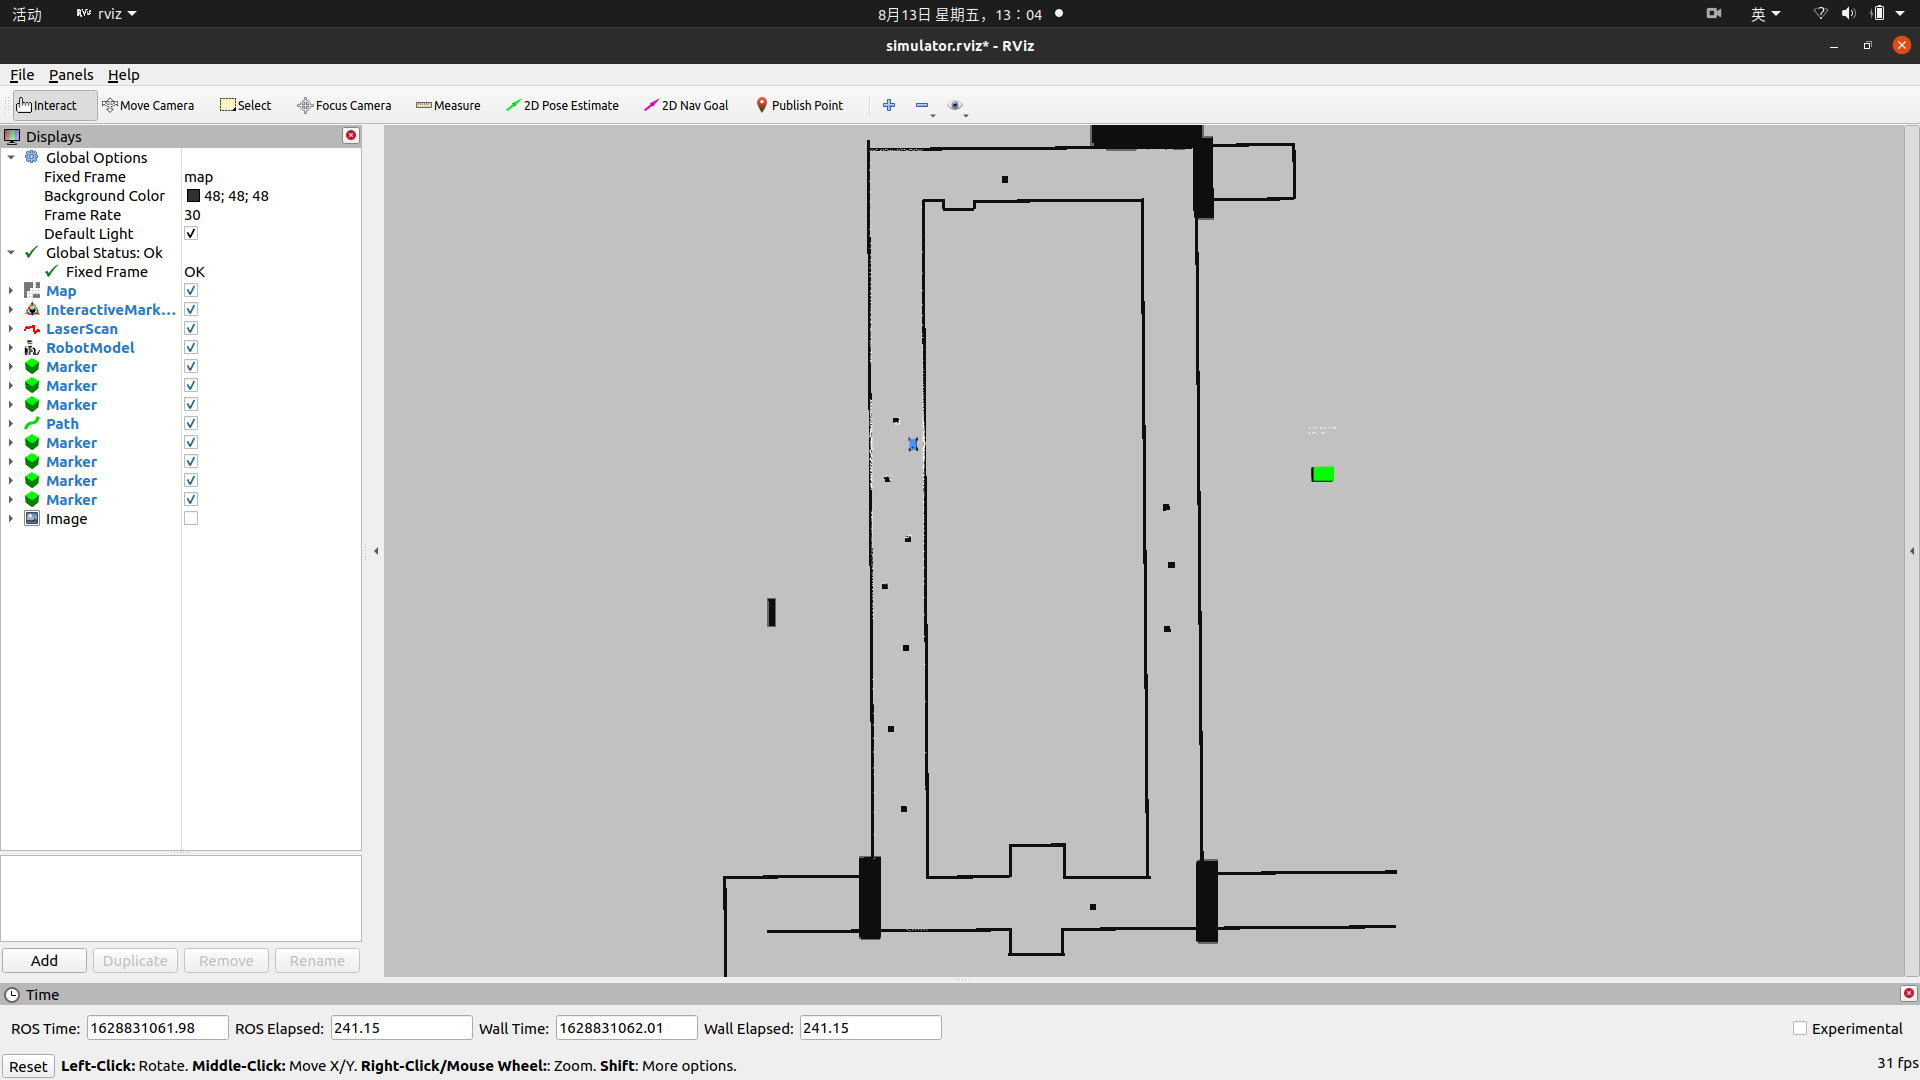 活动 rviz 8月13日 星期五，13：04 英
simulator.rviz* - RViz
File Panels Help
Interact Move Camera Select Focus Camera Measure 2D Pose Estimate 2D Nav Goal Publish Point
Displays
Global Options
Fixed Frame map
Background Color 48; 48; 48
Frame Rate 30
Default Light
Global Status: Ok
Fixed Frame OK
Map
InteractiveMark...
LaserScan
RobotModel
Marker
Marker
Marker
Path
Marker
Marker
Marker
Marker
Image
Add Duplicate Remove Rename
Time
ROS Time: 1628831061.98 ROS Elapsed: 241.15 Wall Time: 1628831062.01 Wall Elapsed: 241.15 Experimental
Reset Left-Click: Rotate. Middle-Click: Move X/Y. Right-Click/Mouse Wheel:: Zoom. Shift: More options. 31 fps